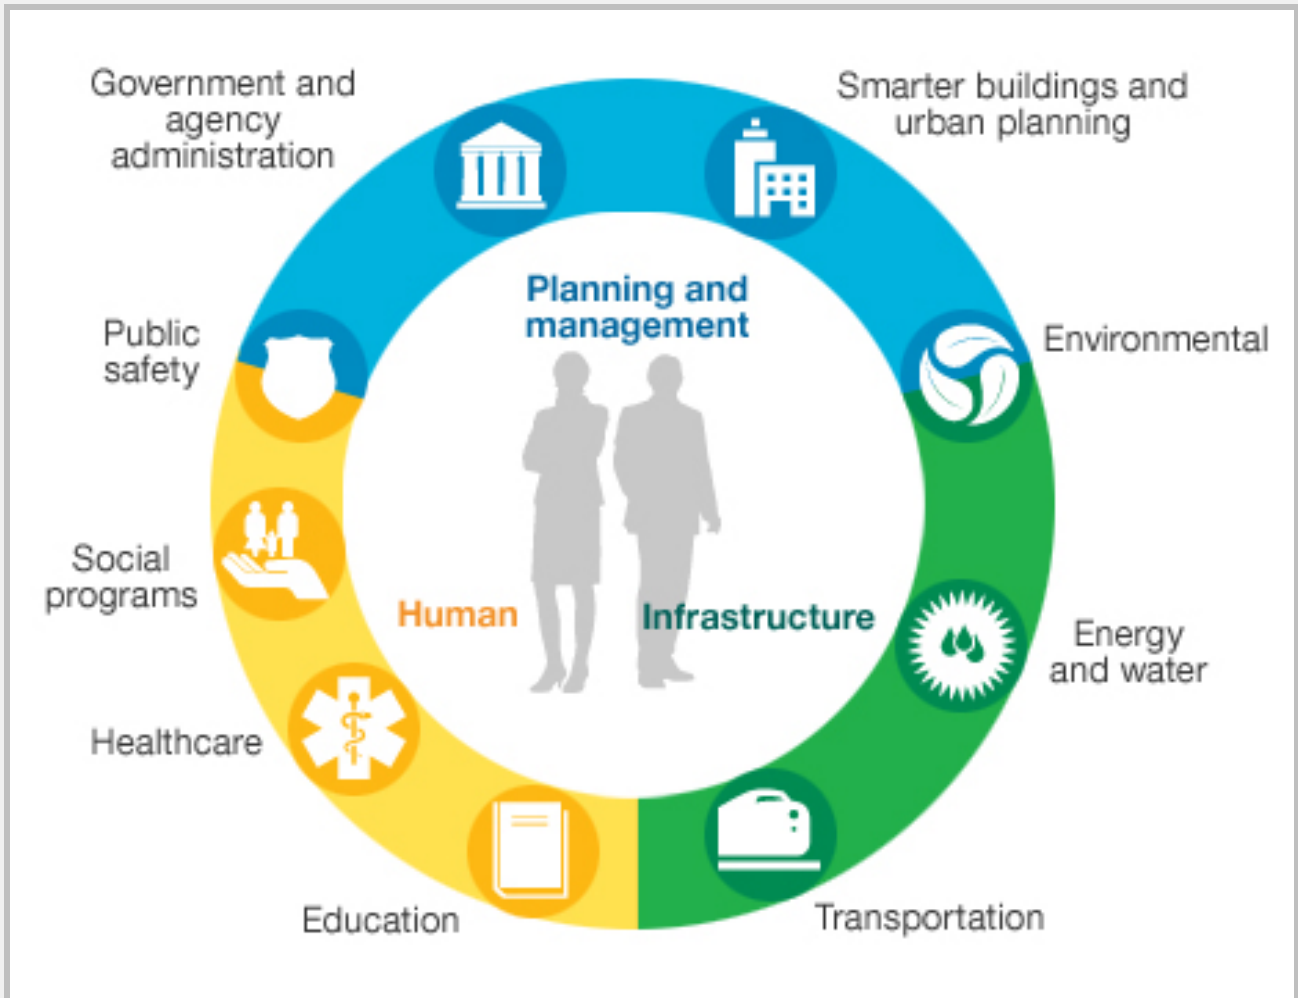 Government and
agency
administration
Smarter buildings and
urban planning
Planning and
management
Public
safety
Environmental
Social
programs
Human
Infrastructure
Energy
and water
Healthcare
Education
Transportation